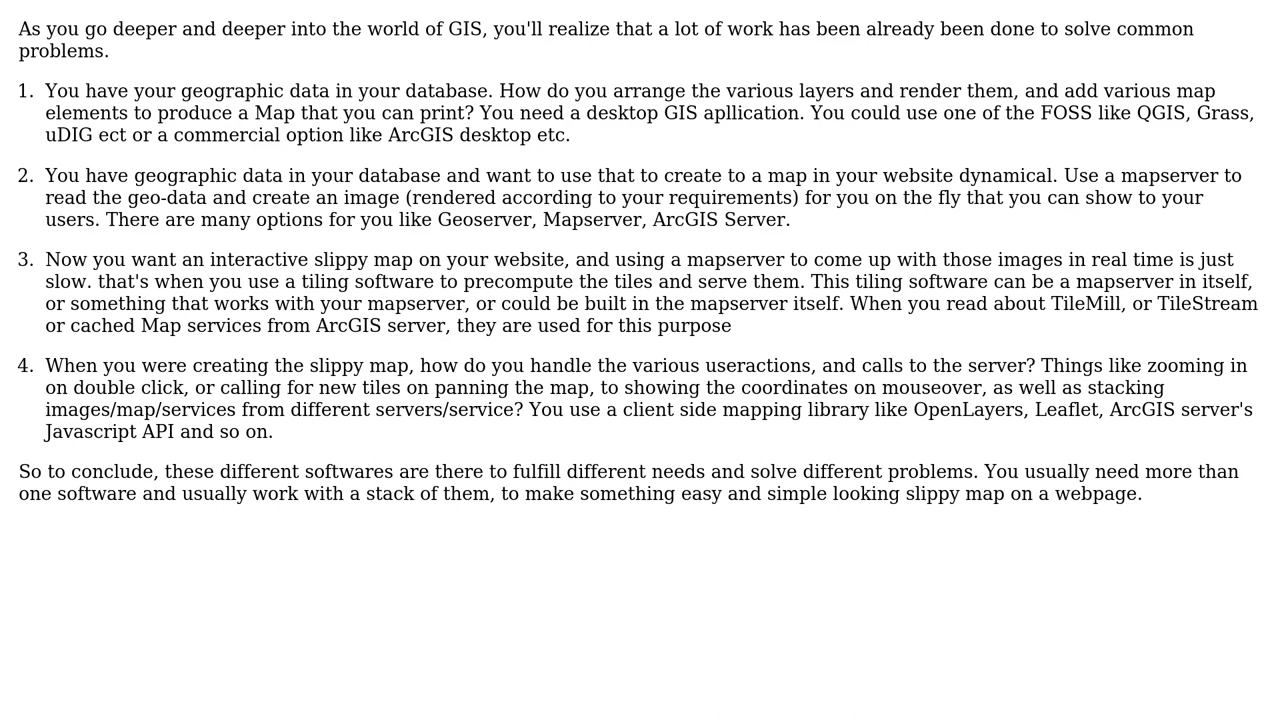 As you go deeper and deeper into the world of GIS, you'll realize that a lot of work has been already been done to solve common
problems.
1. You have your geographic data in your database. How do you arrange the various layers and render them, and add various map
elements to produce a Map that you can print? You need a desktop GIS apllication. You could use one of the FOSS like QGIS, Grass,
uDIG ect or a commercial option like ArcGIS desktop etc.
2. You have geographic data in your database and want to use that to create to a map in your website dynamical. Use a mapserver to
read the geo-data and create an image (rendered according to your requirements) for you on the fly that you can show to your
users. There are many options for you like Geoserver, Mapserver, ArcGIS Server.
3. Now you want an interactive slippy map on your website, and using a mapserver to come up with those images in real time is just
slow. that's when you use a tiling software to precompute the tiles and serve them. This tiling software can be a mapserver in itself,
or something that works with your mapserver, or could be built in the mapserver itself. When you read about TileMill, or TileStream
or cached Map services from ArcGIS server, they are used for this purpose
4. When you were creating the slippy map, how do you handle the various useractions, and calls to the server? Things like zooming in
on double click, or calling for new tiles on panning the map, to showing the coordinates on mouseover, as well as stacking
images/map/services from different servers/service? You use a client side mapping library like OpenLayers, Leaflet, ArcGIS server's
Javascript API and so on.
So to conclude, these different softwares are there to fulfill different needs and solve different problems. You usually need more than
one software and usually work with a stack of them, to make something easy and simple looking slippy map on a webpage.